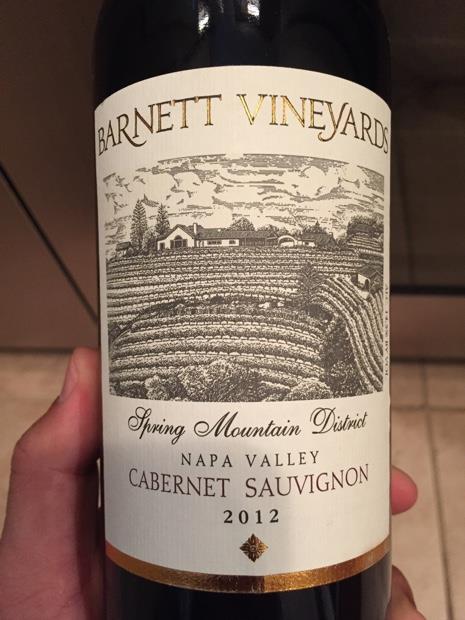 BARNETT VINEYARDS
Spring Mountain District
NAPA VALLEY
CABERNET SAUVIGNON
2012